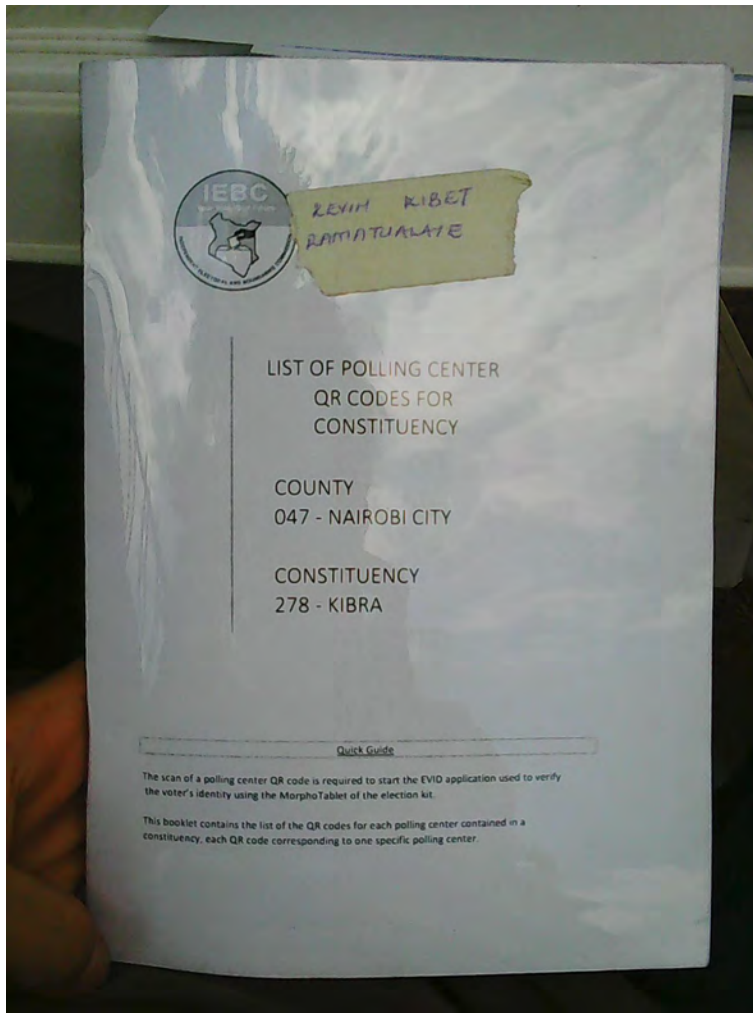 IEBC
KEVIN KIBET
RAMATUALAYE
LIST OF POLLING CENTER
QR CODES FOR
CONSTITUENCY
COUNTY
047 - NAIROBI CITY
CONSTITUENCY
278 - KIBRA
Quick Guide
The scan of a polling center QR code is required to start the EVID application used to verify
the voter's identity using the MorphoTablet of the election kit.
This booklet contains the list of the QR codes for each polling center contained in a
constituency, each QR code corresponding to one specific polling center.